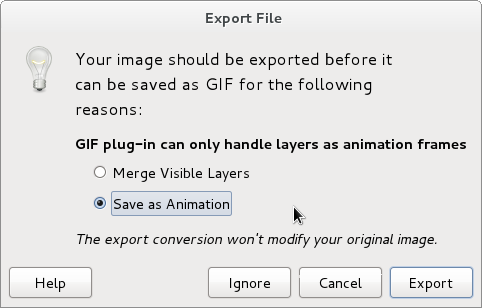 Export File
Your image should be exported before it
can be saved as GIF for the following
reasons:
GIF plug-in can only handle layers as animation frames
Merge Visible Layers
Save as Animation
The export conversion won't modify your original image.
Help Ignore Cancel Export